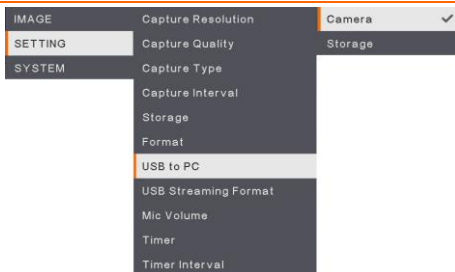 IMAGE
SETTING
SYSTEM
Capture Resolution
Capture Quality
Capture Type
Capture Interval
Storage
Format
USB to PC
USB Streaming Format
Mic Volume
Timer
Timer Interval
Camera
Storage